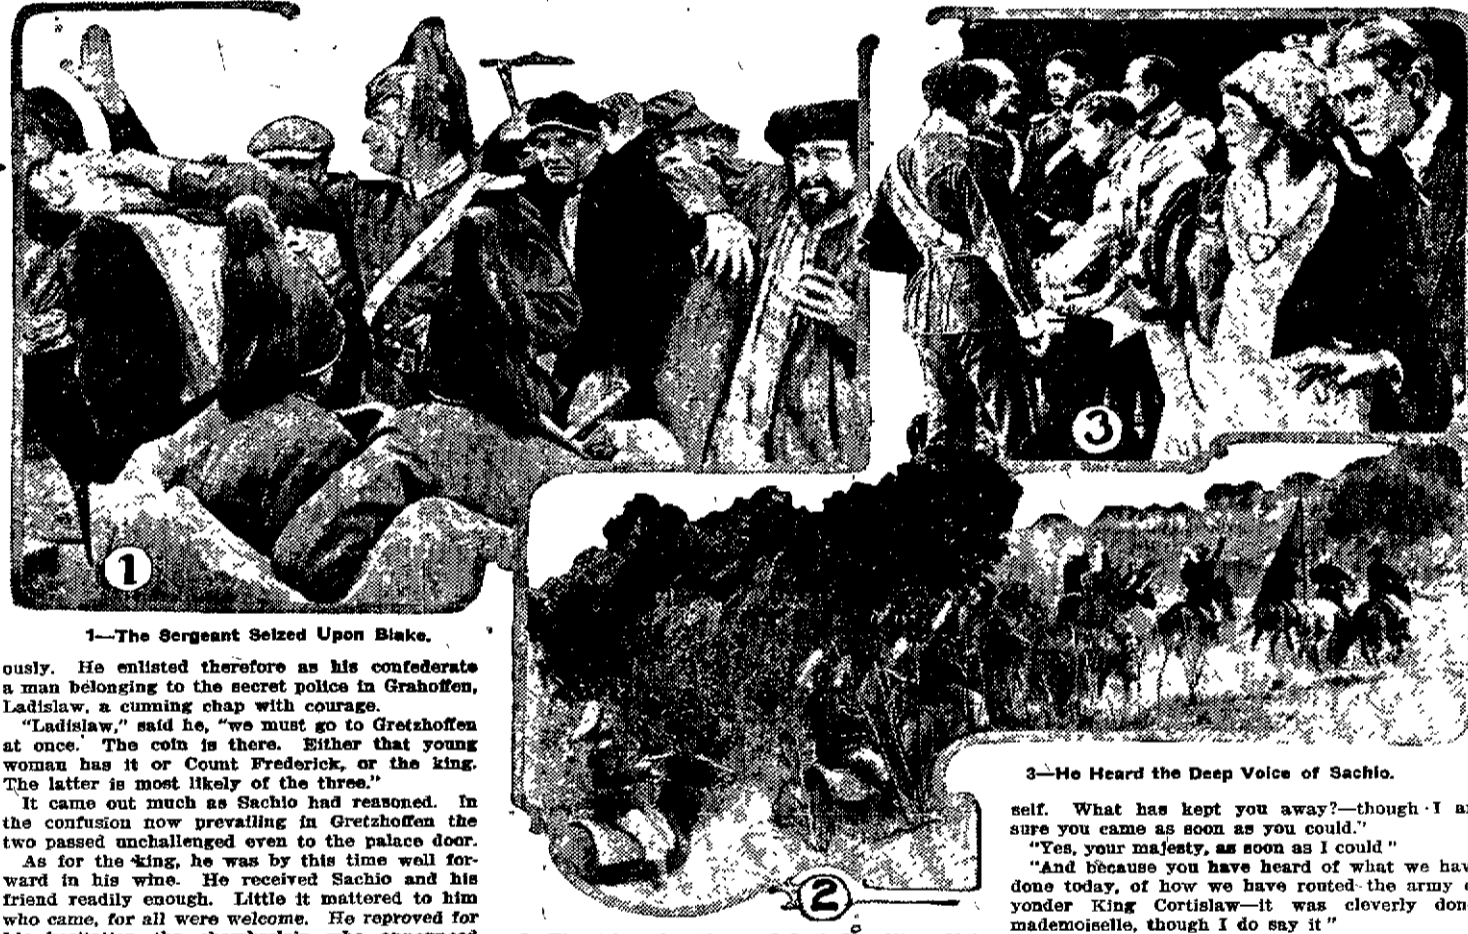 1
3
2
1—The Sergeant Seized Upon Blake.
ously. He enlisted therefore as his confederate
a man belonging to the secret police in Grahoffen,
Ladislaw, a cunning chap with courage.
"Ladislaw," said he, "we must go to Gretzhoffen
at once. The coin is there. Either that young
woman has it or Count Frederick, or the king.
The latter is most likely of the three."
It came out much as Sachio had reasoned. In
the confusion now prevailing in Gretzhoffen the
two passed unchallenged even to the palace door.
As for the king, he was by this time well for-
ward in his wine. He received Sachio and his
friend readily enough. Little it mattered to him
who came, for all were welcome. He reproved for
3—He Heard the Deep Voice of Sachio.
self. What has kept you away?—though I
sure you came as soon as you could."
"Yes, your majesty, as soon as I could"
"And because you have heard of what we
done today, of how we have routed the army
yonder King Cortislaw—it was cleverly
mademoiselle, though I do say it"